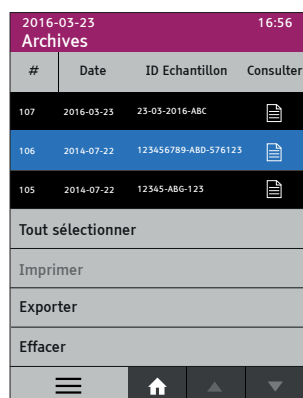 2016-03-23 16:56
Archives
# Date ID Echantillon Consulter
107 2016-03-23 23-03-2016-ABC
106 2014-07-22 123456789-ABD-576123
105 2014-07-22 12345-ABG-123
Tout sélectionner
Imprimer
Exporter
Effacer